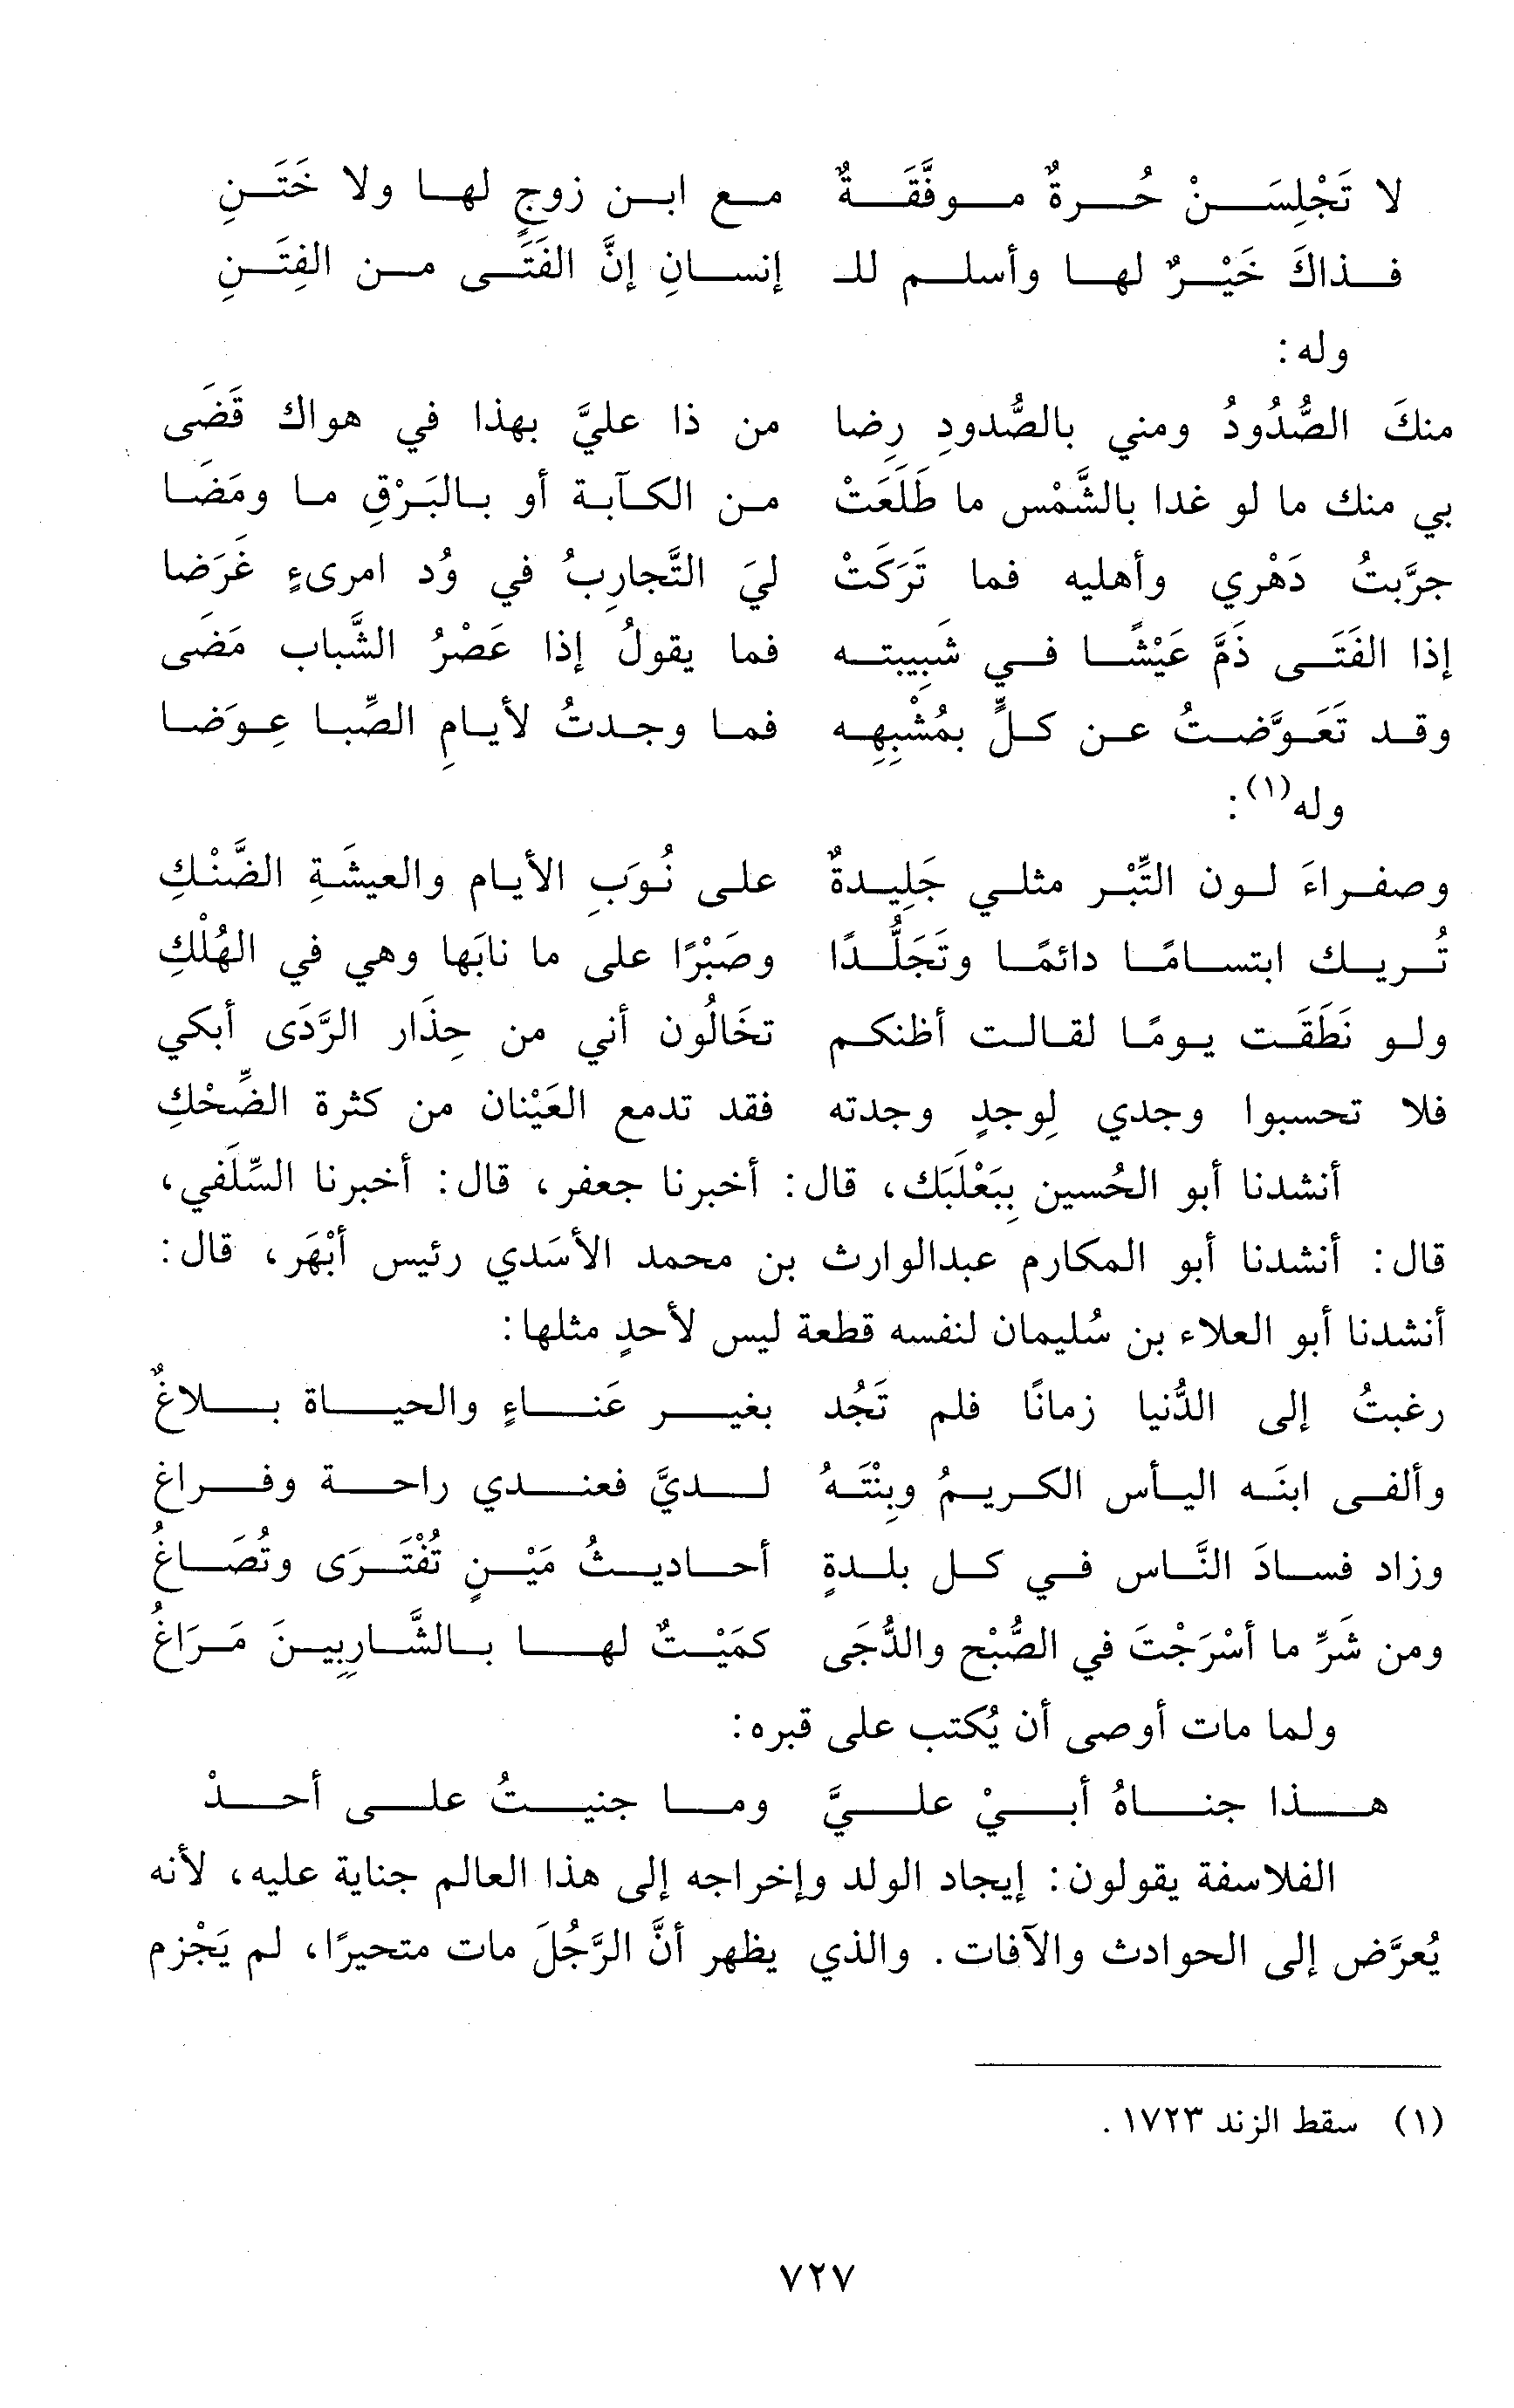 لا تَجْلِسَنْ حُرةٌ موفَّقَةٌ مع ابن زوجٍ لها ولا خَتَنِ
فذاكَ خَيْرٌ لها وأسلم للـ إنسانِ إنَّ الفَتَى من الفِتَنِ
وله:
منكَ الصُّدُودُ ومني بالصُّدودِ رِضا من ذا عليَّ بهذا في هواك قَضَى
بي منك ما لو غدا بالشَّمْس ما طَلَعَتْ من الكآبة أو بالبَرْقِ ما ومَضَا
جرَّبتُ دَهْري وأهليه فما تَرَكَتْ ليَ التَّجارِبُ في وُد امرىءٍ غَرَضا
إذا الفَتَى ذَمَّ عَيْشًا في شَبِيبته فما يقولُ إذا عَصْرُ الشَّباب مَضَى
وقد تَعَوَّضتُ عن كلٍّ بمُشْبِهِه فما وجدتُ لأيامِ الصِّبا عِوَضا
وله(١):
وصفراءَ لون التِّبْر مثلي جَلِيدةٌ على نُوَبِ الأيام والعيشَةِ الضَّنْكِ
تُريك ابتسامًا دائمًا وتَجَلُّدًا وصَبْرًا على ما نابَها وهي في الهُلْكِ
ولو نَطَقَت يومًا لقالت أظنكم تخَالُون أني من حِذَار الرَّدَى أبكي
فلا تحسبوا وجدي لِوجدٍ وجدته فقد تدمع العَيْنان من كثرة الضِّحْكِ
أنشدنا أبو الحُسين بِبَعْلَبَك، قال: أخبرنا جعفر، قال: أخبرنا السِّلَفي،
قال: أنشدنا أبو المكارم عبدالوارث بن محمد الأسَدي رئيس أبْهَر، قال:
أنشدنا أبو العلاء بن سُليمان لنفسه قطعة ليس لأحدٍ مثلها:
رغبتُ إلى الدُّنيا زمانًا فلم تَجُد بغير عَناءٍ والحياة بلاغٌ
وألفى ابنَه اليأس الكريمُ وبِنْتَهُ لديَّ فعندي راحة وفراغ
وزاد فسادَ النَّاس في كل بلدةٍ أحاديثُ مَيْنٍ تُفْتَرَى وتُصَاغُ
ومن شَرِّ ما أسْرَجْتَ في الصُّبْح والدُّجَى كمَيْتٌ لها بالشَّارِبِينَ مَرَاغُ
ولما مات أوصى أن يُكتب على قبره:
هذا جناهُ أبيْ عليَّ وما جنيتُ على أحدْ
الفلاسفة يقولون: إيجاد الولد وإخراجه إلى هذا العالم جناية عليه، لأنه
يُعرَّض إلى الحوادث والآفات. والذي يظهر أنَّ الرَّجُلَ مات متحيرًا، لم يَجْزم
(١) سقط الزند ١٧٢٣.
٧٢٧